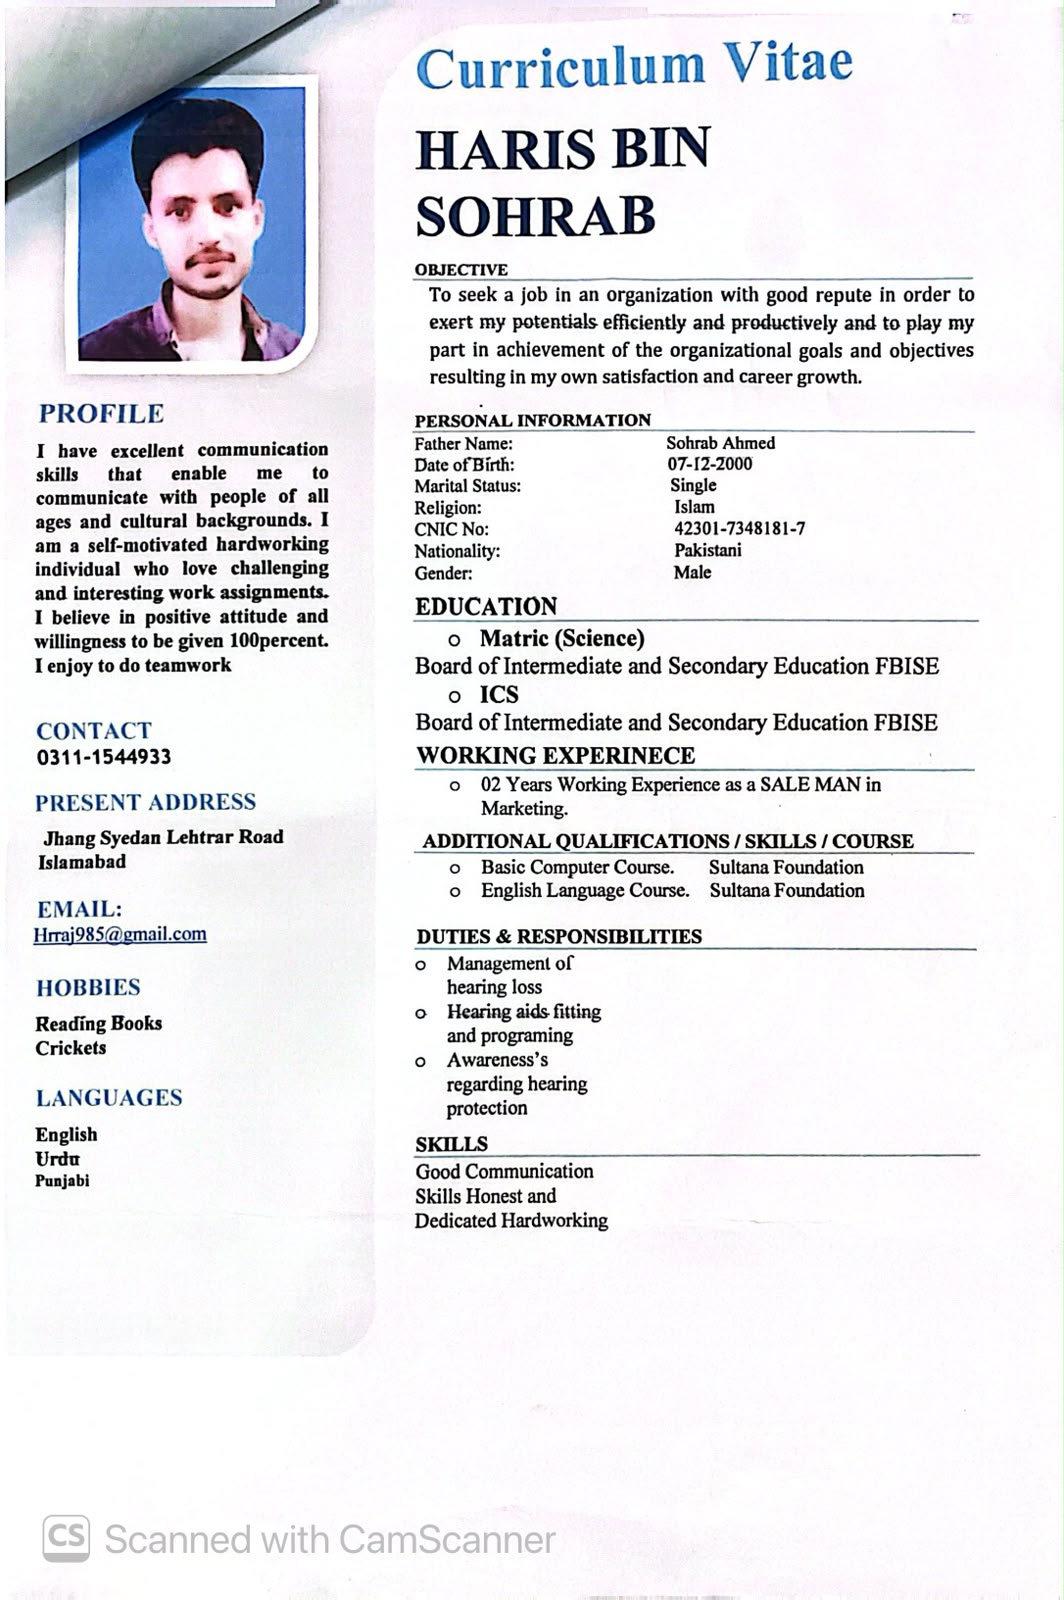 Curriculum Vitae
HARIS BIN
SOHRAB
OBJECTIVE
To seek a job in an organization with good repute in order to
exert my potentials efficiently and productively and to play my
part in achievement of the organizational goals and objectives
resulting in my own satisfaction and career growth.
PERSONAL INFORMATION
Father Name: Sohrab Ahmed
Date of Birth: 07-12-2000
Marital Status: Single
Religion: Islam
CNIC No: 42301-7348181-7
Nationality: Pakistani
Gender: Male
EDUCATION
o Matric (Science)
Board of Intermediate and Secondary Education FBISE
o ICS
Board of Intermediate and Secondary Education FBISE
WORKING EXPERINECE
o 02 Years Working Experience as a SALE MAN in
Marketing.
ADDITIONAL QUALIFICATIONS / SKILLS / COURSE
o Basic Computer Course. Sultana Foundation
o English Language Course. Sultana Foundation
DUTIES & RESPONSIBILITIES
o Management of
hearing loss
o Hearing aids fitting
and programing
o Awareness's
regarding hearing
protection
SKILLS
Good Communication
Skills Honest and
Dedicated Hardworking
PROFILE
I have excellent communication
skills that enable me to
communicate with people of all
ages and cultural backgrounds. I
am a self-motivated hardworking
individual who love challenging
and interesting work assignments.
I believe in positive attitude and
willingness to be given 100percent.
I enjoy to do teamwork
CONTACT
0311-1544933
PRESENT ADDRESS
Jhang Syedan Lehtrar Road
Islamabad
EMAIL:
Hrraj985@gmail.com
HOBBIES
Reading Books
Crickets
LANGUAGES
English
Urdu
Punjabi
CS Scanned with CamScanner